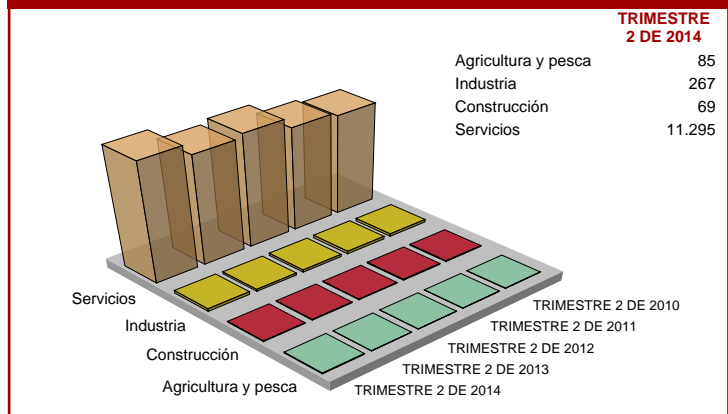 TRIMESTRE
2 DE 2014
Agricultura y pesca 85
Industria 267
Construcción 69
Servicios 11.295
Servicios
Industria
Construcción
Agricultura y pesca
TRIMESTRE 2 DE 2010
TRIMESTRE 2 DE 2011
TRIMESTRE 2 DE 2012
TRIMESTRE 2 DE 2013
TRIMESTRE 2 DE 2014